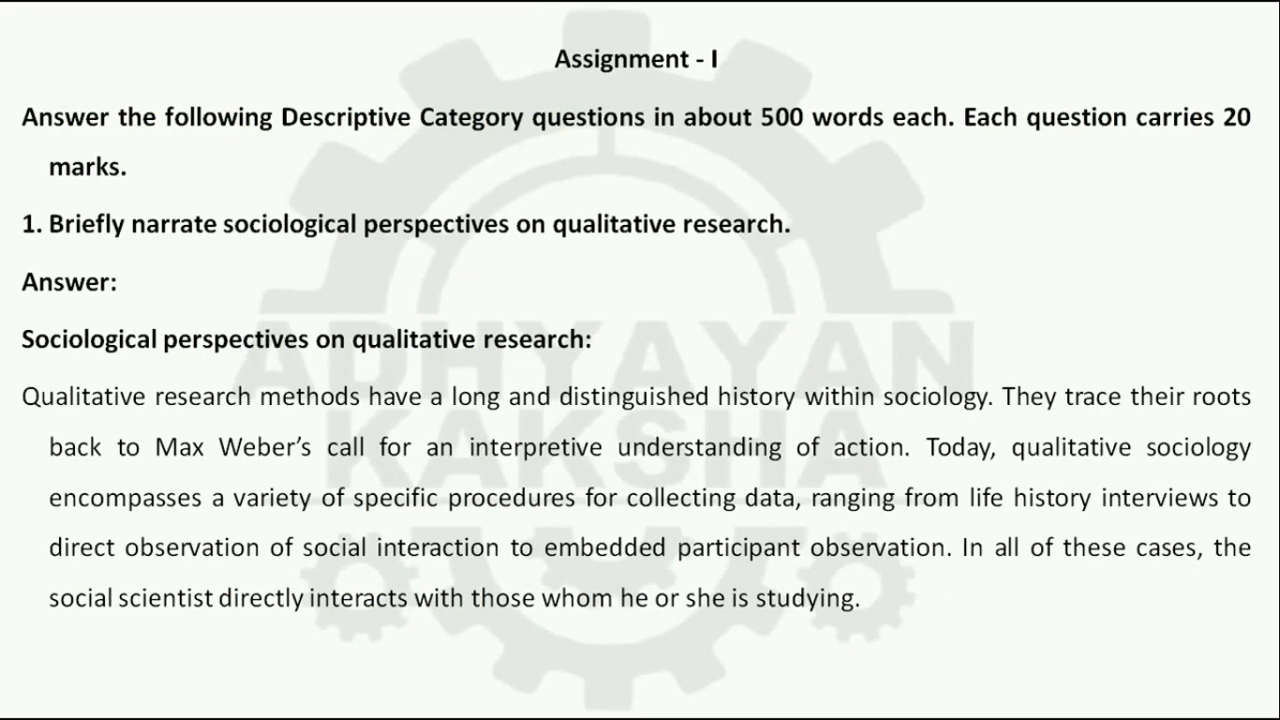 Assignment - I
Answer the following Descriptive Category questions in about 500 words each. Each question carries 20
marks.
1. Briefly narrate sociological perspectives on qualitative research.
Answer:
Sociological perspectives on qualitative research:
ADHYAYAN
KAKSHA
Qualitative research methods have a long and distinguished history within sociology. They trace their roots
back to Max Weber’s call for an interpretive understanding of action. Today, qualitative sociology
encompasses a variety of specific procedures for collecting data, ranging from life history interviews to
direct observation of social interaction to embedded participant observation. In all of these cases, the
social scientist directly interacts with those whom he or she is studying.